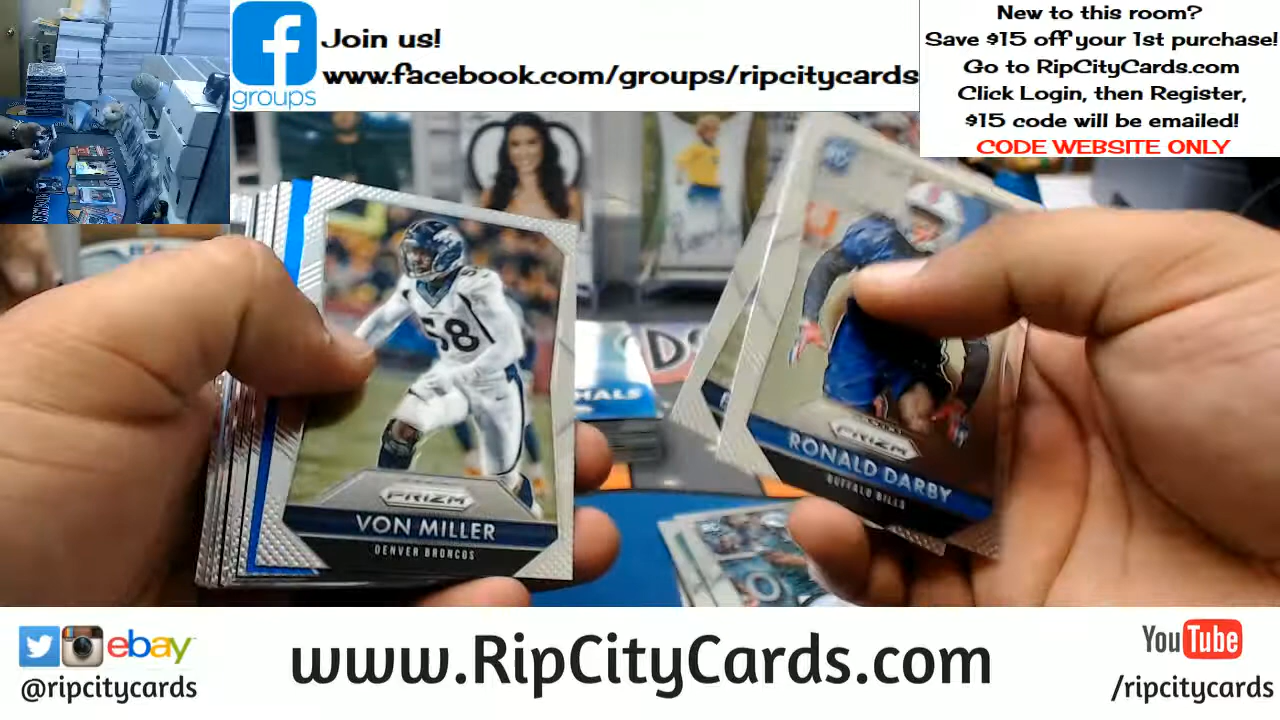 groups
Join us!
www.facebook.com/groups/ripcitycards
New to this room?
Save $15 off your 1st purchase!
Go to RipCityCards.com
Click Login, then Register,
$15 code will be emailed!
CODE WEBSITE ONLY
58
PRIZM
VON MILLER
DENVER BRONCOS
PRIZM
RONALD DARBY
BUFFALO BILLS
ebay
@ripcitycards
www.RipCityCards.com
YouTube
/ripcitycards